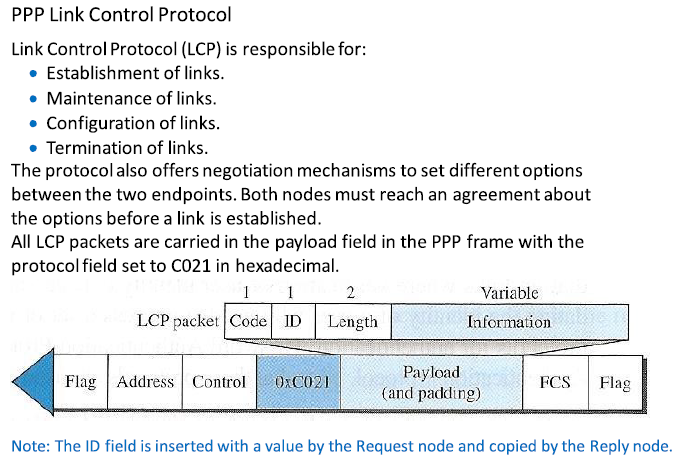 PPP Link Control Protocol
Link Control Protocol (LCP) is responsible for:
• Establishment of links.
• Maintenance of links.
• Configuration of links.
• Termination of links.
The protocol also offers negotiation mechanisms to set different options
between the two endpoints. Both nodes must reach an agreement about
the options before a link is established.
All LCP packets are carried in the payload field in the PPP frame with the
protocol field set to C021 in hexadecimal.
1 1 2 Variable
LCP packet Code ID Length Information
Flag Address Control 0xC021 Payload (and padding) FCS Flag
Note: The ID field is inserted with a value by the Request node and copied by the Reply node.